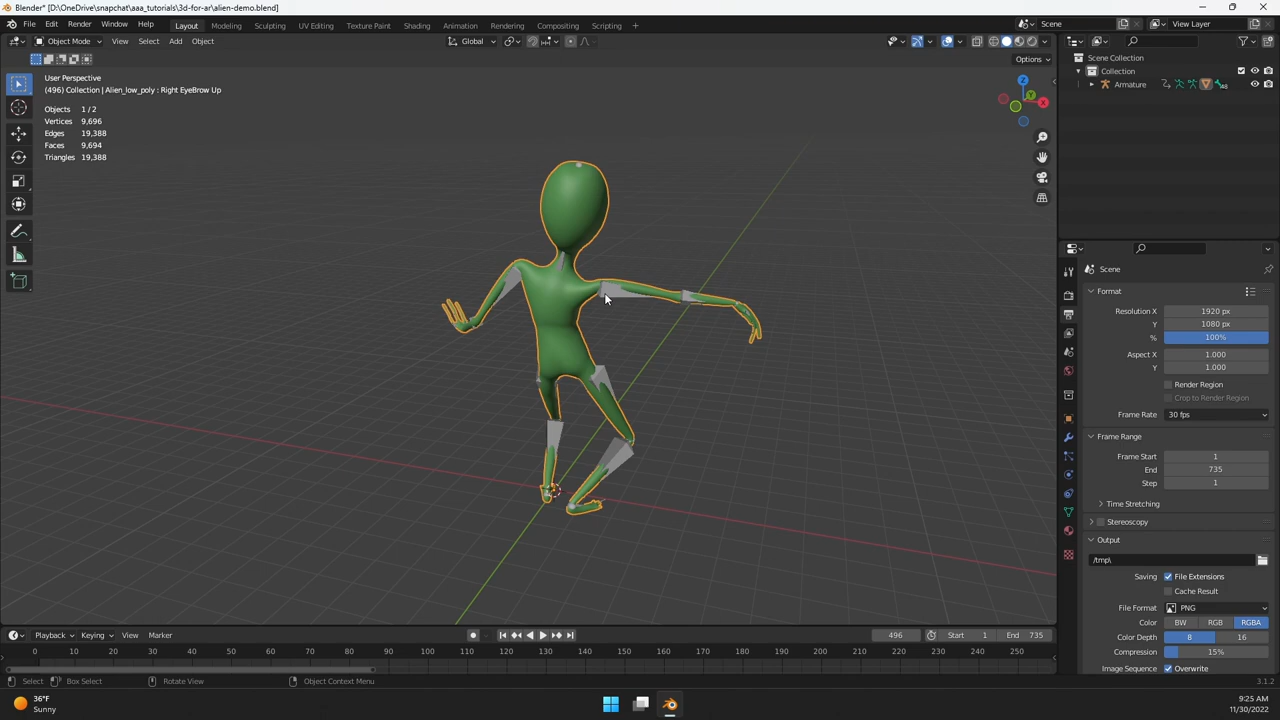 Blender* [D:\OneDrive\snapchat\aaa_tutorials\3d-for-ar\alien-demo.blend]
File Edit Render Window Help Layout Modeling Sculpting UV Editing Texture Paint Shading Animation Rendering Compositing Scripting + Scene View Layer
Object Mode View Select Add Object Global
Options
User Perspective
(496) Collection | Alien_low_poly : Right EyeBrow Up
Objects 1 / 2
Vertices 9,696
Edges 19,388
Faces 9,694
Triangles 19,388
Z
Y
X
Scene Collection
Collection
Armature
Scene
Format
Resolution X 1920 px
Y 1080 px
% 100%
Aspect X 1.000
Y 1.000
Render Region
Crop to Render Region
Frame Rate 30 fps
Frame Range
Frame Start 1
End 735
Step 1
Time Stretching
Stereoscopy
Output
/tmp\
Saving File Extensions
Cache Result
File Format PNG
Color BW RGB RGBA
Color Depth 8 16
Compression 15%
Image Sequence Overwrite
Playback Keying View Marker 496 Start 1 End 735
0 10 20 30 40 50 60 70 80 90 100 110 120 130 140 150 160 170 180 190 200 210 220 230 240 250
Select Box Select Rotate View Object Context Menu 3.1.2
36°F
Sunny
9:25 AM
11/30/2022